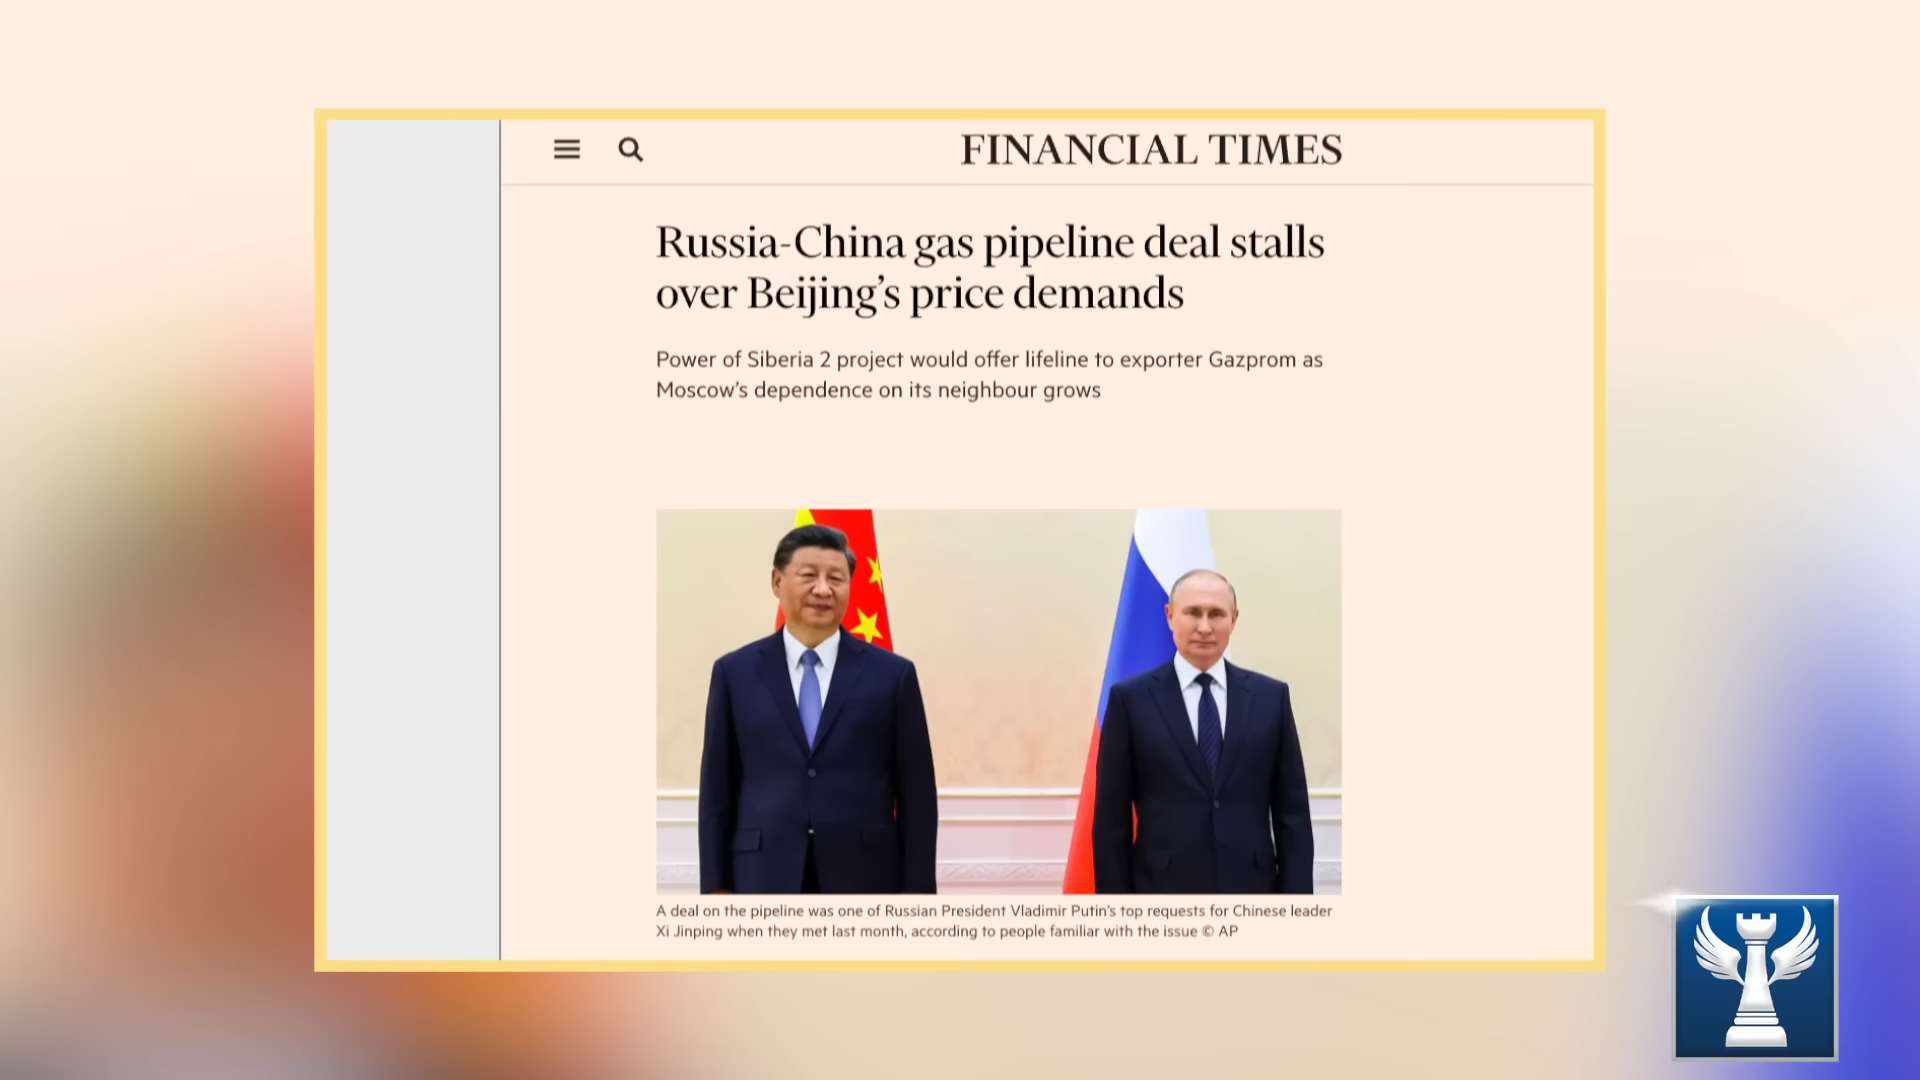 FINANCIAL TIMES
Russia-China gas pipeline deal stalls
over Beijing’s price demands
Power of Siberia 2 project would offer lifeline to exporter Gazprom as
Moscow’s dependence on its neighbour grows
A deal on the pipeline was one of Russian President Vladimir Putin’s top requests for Chinese leader
Xi Jinping when they met last month, according to people familiar with the issue © AP